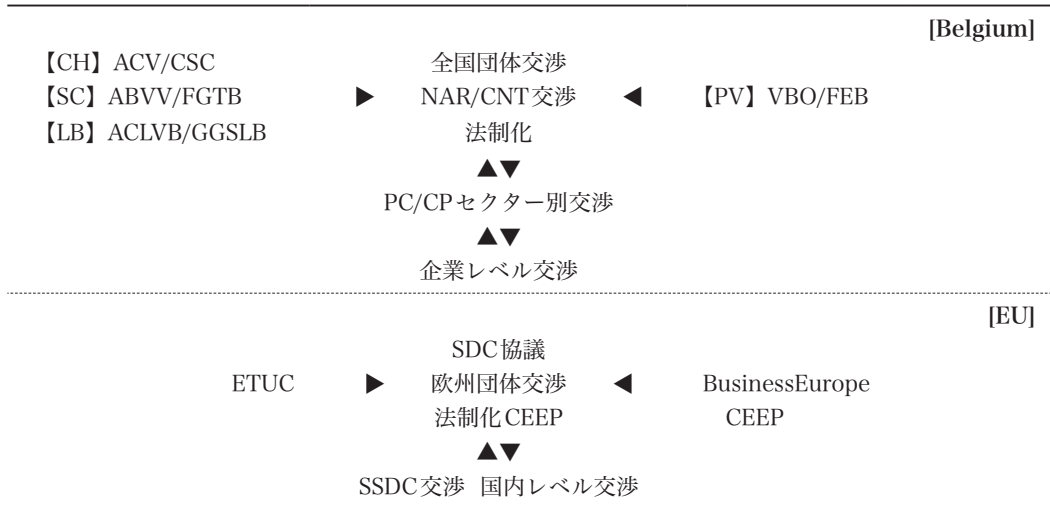 [Belgium]
【CH】ACV/CSC 全国団体交渉
【SC】ABVV/FGTB ▶ NAR/CNT交渉 ◀ 【PV】VBO/FEB
【LB】ACLVB/GGSLB 法制化
▲▼
PC/CPセクター別交渉
▲▼
企業レベル交渉
[EU]
SDC協議
ETUC ▶ 欧州団体交渉 ◀ BusinessEurope
法制化CEEP CEEP
▲▼
SSDC交渉 国内レベル交渉